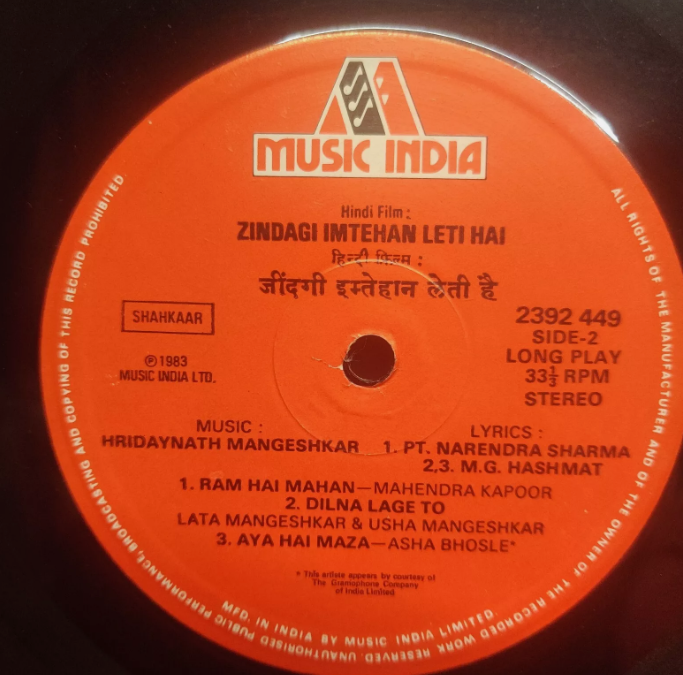 MUSIC INDIA
Hindi Film :
ZINDAGI IMTEHAN LETI HAI
हिन्दी फ़िल्म :
जींदगी इम्तेहान लेती है
SHAHKAAR
℗ 1983
MUSIC INDIA LTD.
2392 449
SIDE-2
LONG PLAY
33⅓ RPM
STEREO
MUSIC :
HRIDAYNATH MANGESHKAR
LYRICS :
1. PT. NARENDRA SHARMA
2,3. M.G. HASHMAT
1. RAM HAI MAHAN—MAHENDRA KAPOOR
2. DILNA LAGE TO
LATA MANGESHKAR & USHA MANGESHKAR
3. AYA HAI MAZA—ASHA BHOSLE*
* This artiste appears by courtesy of
The Gramophone Company
of India Limited
MFD. IN INDIA BY MUSIC INDIA LIMITED.
ALL RIGHTS OF THE MANUFACTURER AND OF THE OWNER OF THE RECORDED WORK RESERVED. UNAUTHORISED PUBLIC PERFORMANCE, BROADCASTING AND COPYING OF THIS RECORD PROHIBITED.